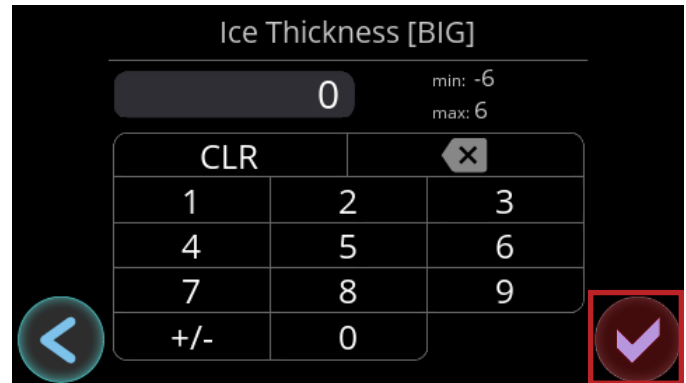 Ice Thickness [BIG]
0
min: -6
max: 6
CLR
1 2 3
4 5 6
7 8 9
+/- 0